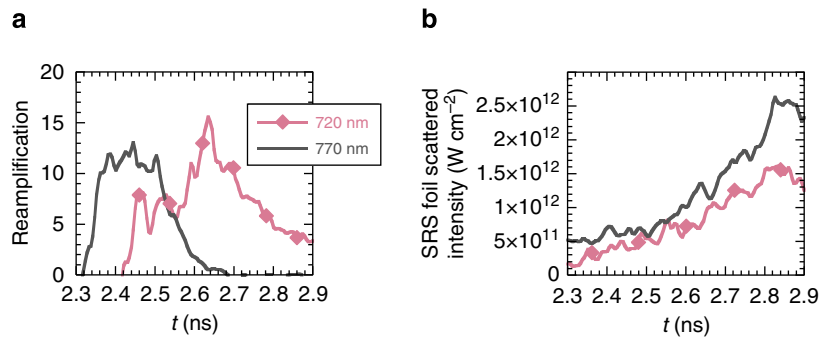 a
20
15
10
5
0
Reamplification
2.3 2.4 2.5 2.6 2.7 2.8 2.9
t (ns)
720 nm
770 nm
b
2.5×10¹²
2×10¹²
1.5×10¹²
1×10¹²
5×10¹¹
0
SRS foil scattered
intensity (W cm⁻²)
2.3 2.4 2.5 2.6 2.7 2.8 2.9
t (ns)